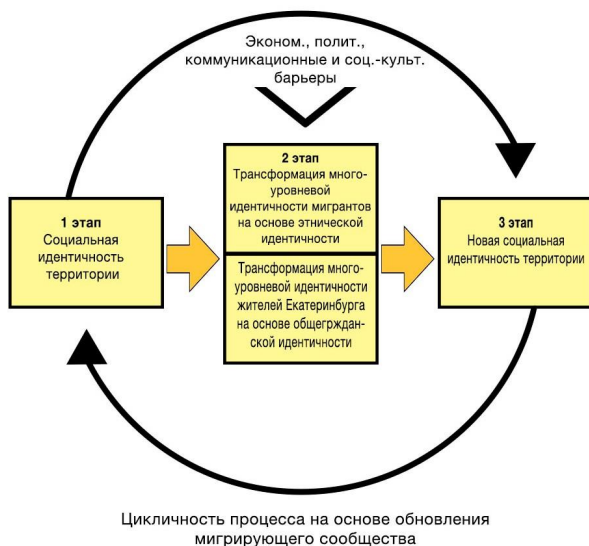 Эконом., полит.,
коммуникационные и соц.-культ.
барьеры
1 этап
Социальная
идентичность
территории
2 этап
Трансформация много-
уровневой
идентичности мигрантов
на основе этнической
идентичности
Трансформация много-
уровневой идентичности
жителей Екатеринбурга
на основе общегрждан-
ской идентичности
3 этап
Новая социальная
идентичность территории
Цикличность процесса на основе обновления
мигрирующего сообщества